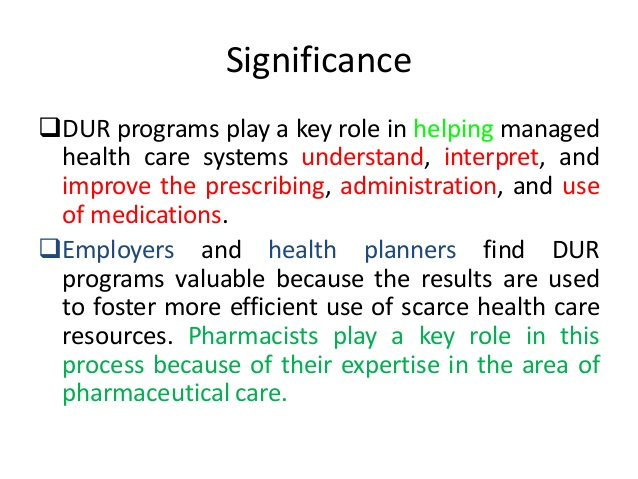 Significance
❑DUR programs play a key role in helping managed
health care systems understand, interpret, and
improve the prescribing, administration, and use
of medications.
❑Employers and health planners find DUR
programs valuable because the results are used
to foster more efficient use of scarce health care
resources. Pharmacists play a key role in this
process because of their expertise in the area of
pharmaceutical care.